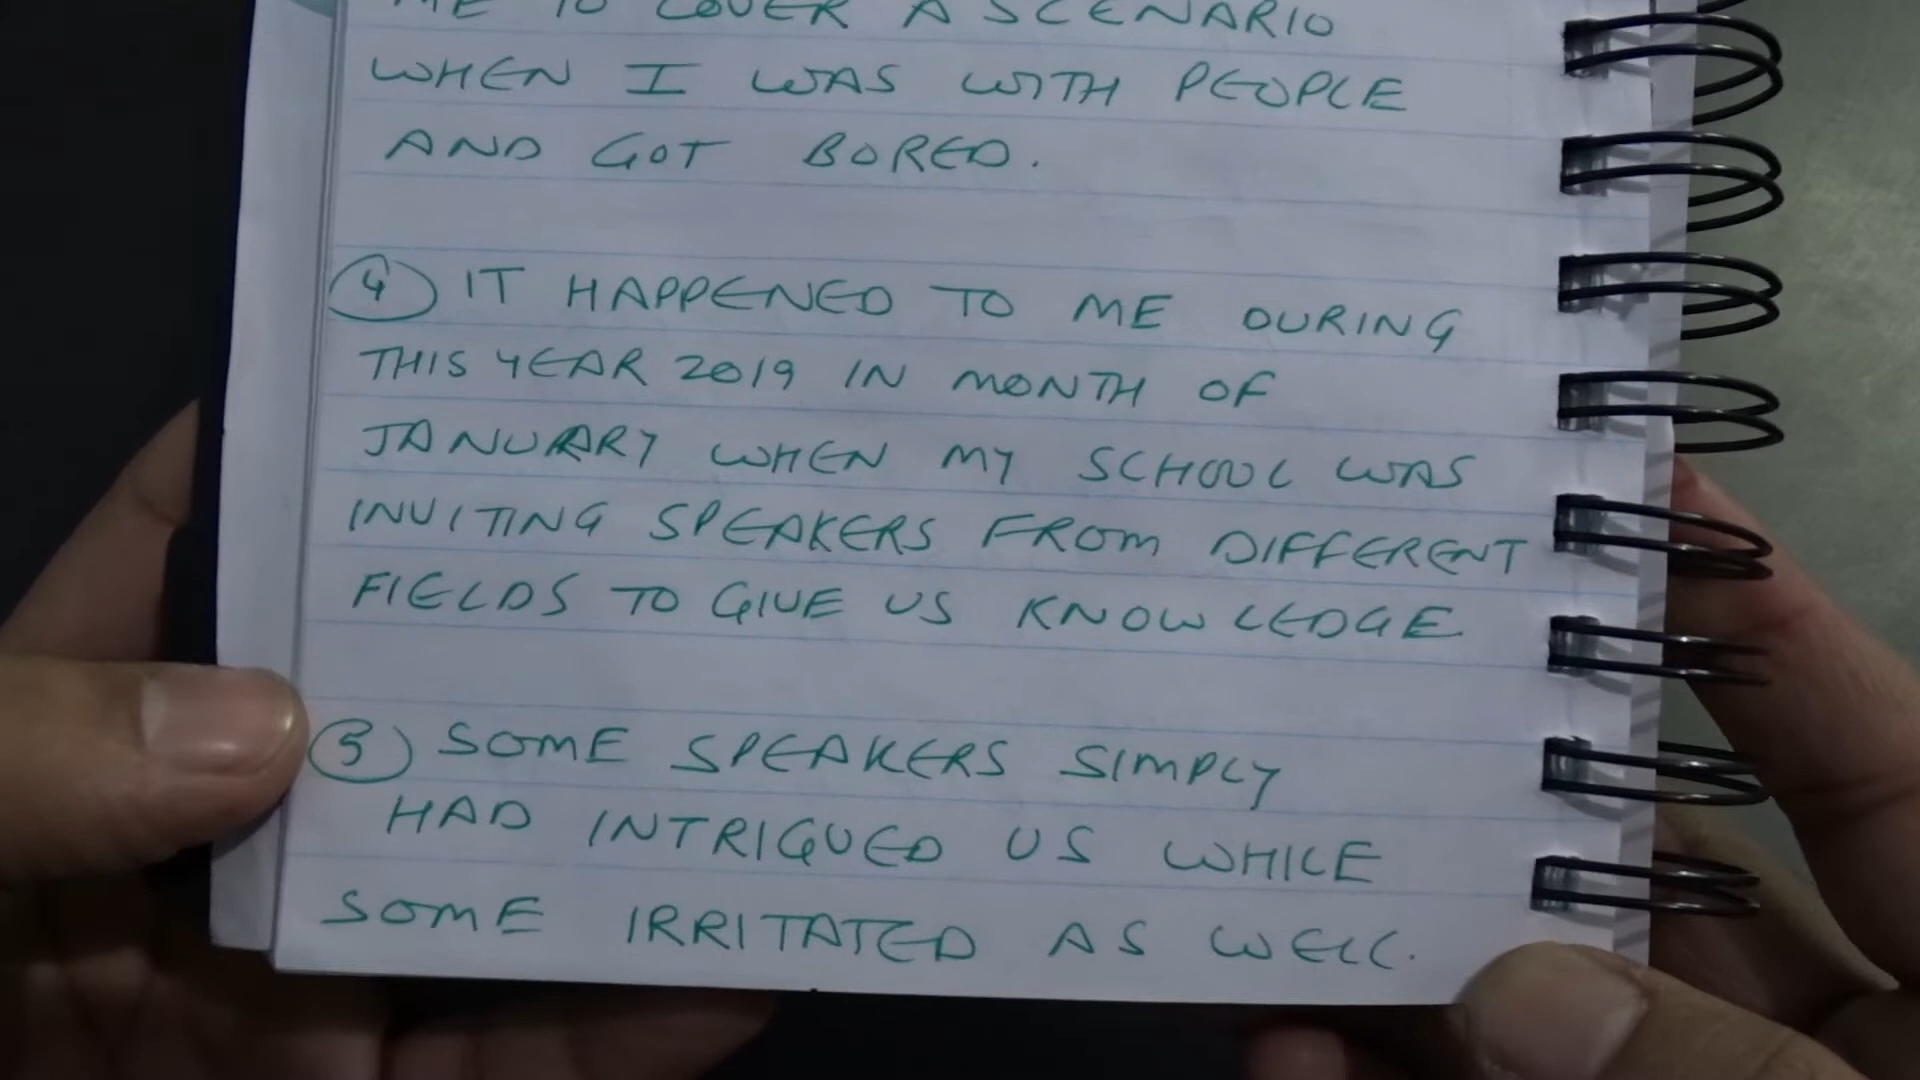 ME TO COVER A SCENARIO
WHEN I WAS WITH PEOPLE
AND GOT BORED.
4 IT HAPPENED TO ME DURING
THIS YEAR 2019 IN MONTH OF
JANUARY WHEN MY SCHOOL WAS
INVITING SPEAKERS FROM DIFFERENT
FIELDS TO GIVE US KNOWLEDGE
5 SOME SPEAKERS SIMPLY
HAD INTRIGUED US WHILE
SOME IRRITATED AS WELL.